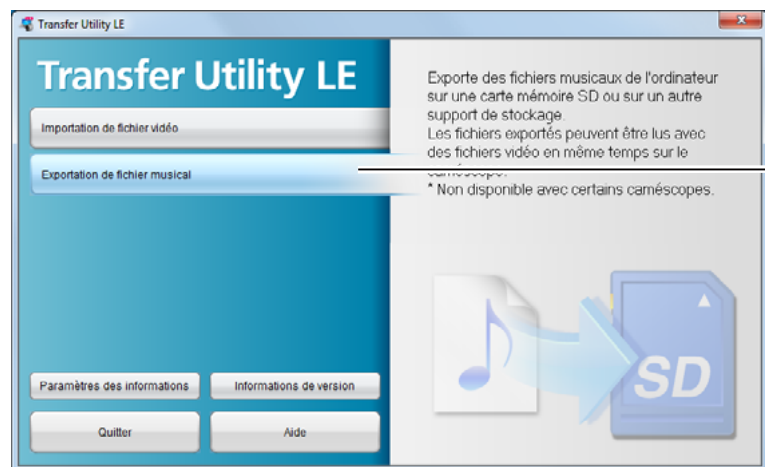 Transfer Utility LE
Transfer Utility LE
Importation de fichier vidéo
Exportation de fichier musical
Paramètres des informations
Informations de version
Quitter
Aide
Exporte des fichiers musicaux de l'ordinateur
sur une carte mémoire SD ou sur un autre
support de stockage.
Les fichiers exportés peuvent être lus avec
des fichiers vidéo en même temps sur le
caméscope.
* Non disponible avec certains caméscopes.
SD